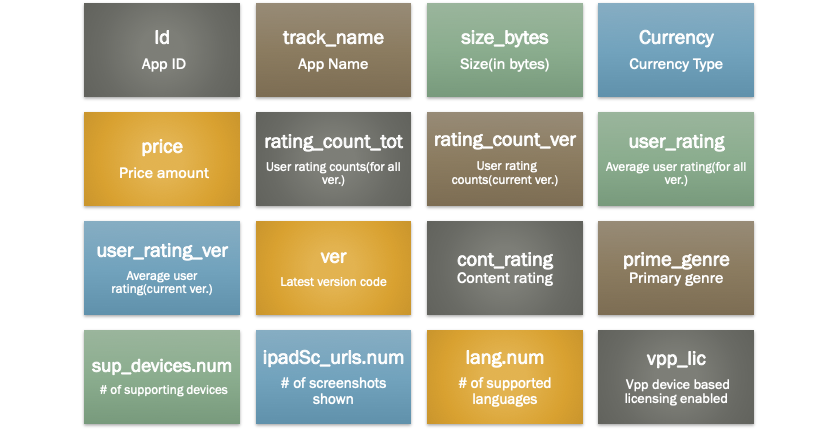 Id
App ID
track_name
App Name
size_bytes
Size(in bytes)
Currency
Currency Type
price
Price amount
rating_count_tot
User rating counts(for all
ver.)
rating_count_ver
User rating
counts(current ver.)
user_rating
Average user rating(for all
ver.)
user_rating_ver
Average user
rating(current ver.)
ver
Latest version code
cont_rating
Content rating
prime_genre
Primary genre
sup_devices.num
# of supporting devices
ipadSc_urls.num
# of screenshots
shown
lang.num
# of supported
languages
vpp_lic
Vpp device based
licensing enabled